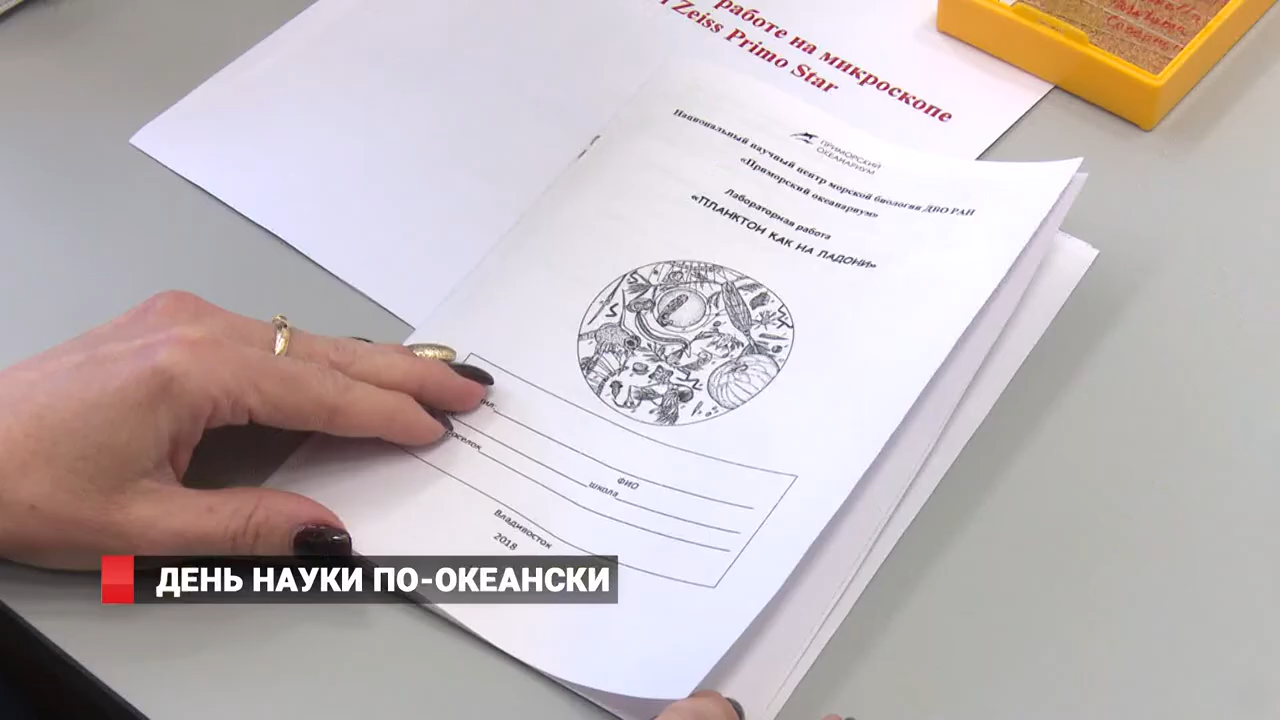 работе на микроскопе
Zeiss Primo Star
ПРИМОРСКИЙ
ОКЕАНАРИУМ
Национальный научный центр морской биологии ДВО РАН
«Приморский океанариум»
Лабораторная работа
«ПЛАНКТОН КАК НА ЛАДОНИ»
ФИО
школа
Владивосток
2018
ДЕНЬ НАУКИ ПО-ОКЕАНСКИ